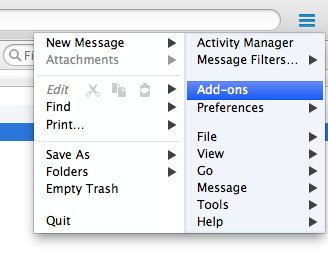 Fi
New Message
Attachments
Edit
Find
Print...
Save As
Folders
Empty Trash
Quit
Activity Manager
Message Filters...
Add-ons
Preferences
File
View
Go
Message
Tools
Help